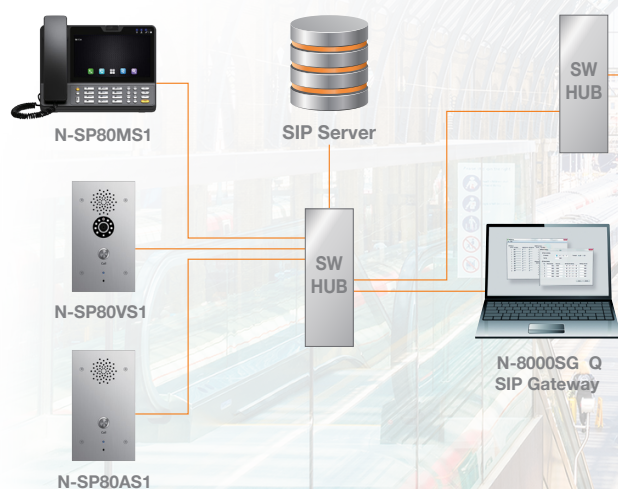 N-SP80MS1
SIP Server
SW
HUB
N-SP80VS1
SW
HUB
N-8000SG Q
SIP Gateway
N-SP80AS1